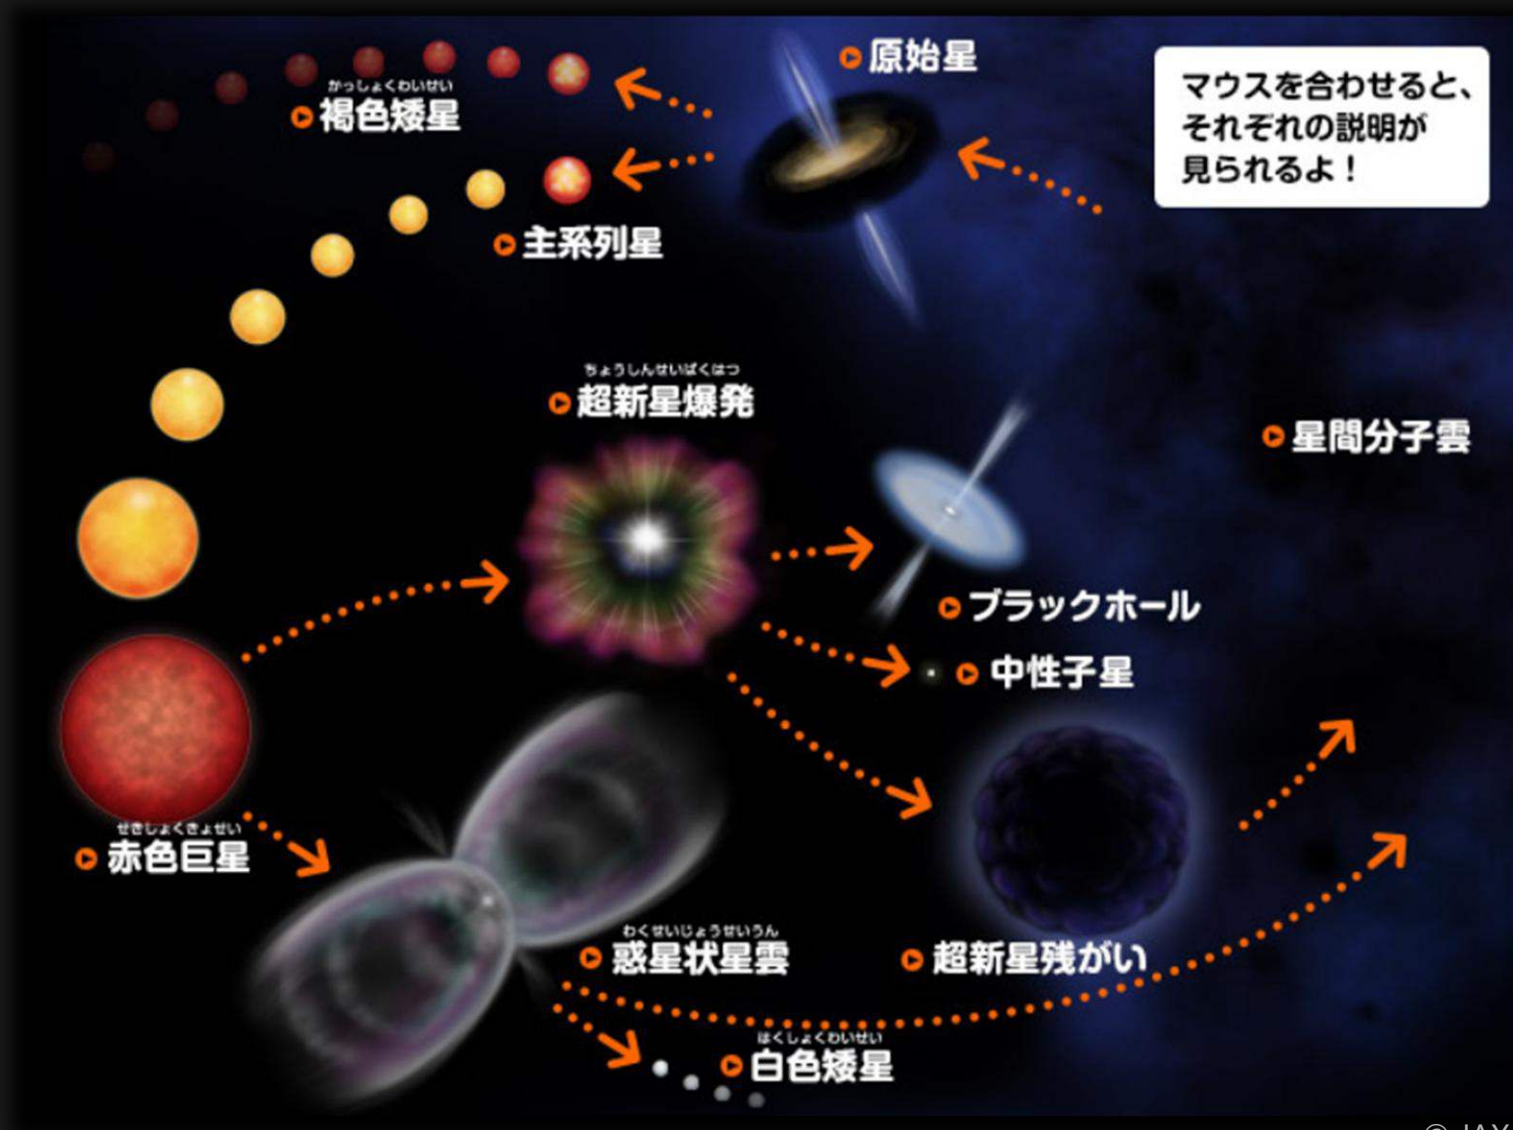 原始星
マウスを合わせると、
それぞれの説明が
見られるよ！
かっしょくわいせい
褐色矮星
主系列星
ちょうしんせいばくはつ
超新星爆発
星間分子雲
ブラックホール
中性子星
せきしょくきょせい
赤色巨星
わくせいじょうせいうん
惑星状星雲
超新星残がい
はくしょくわいせい
白色矮星